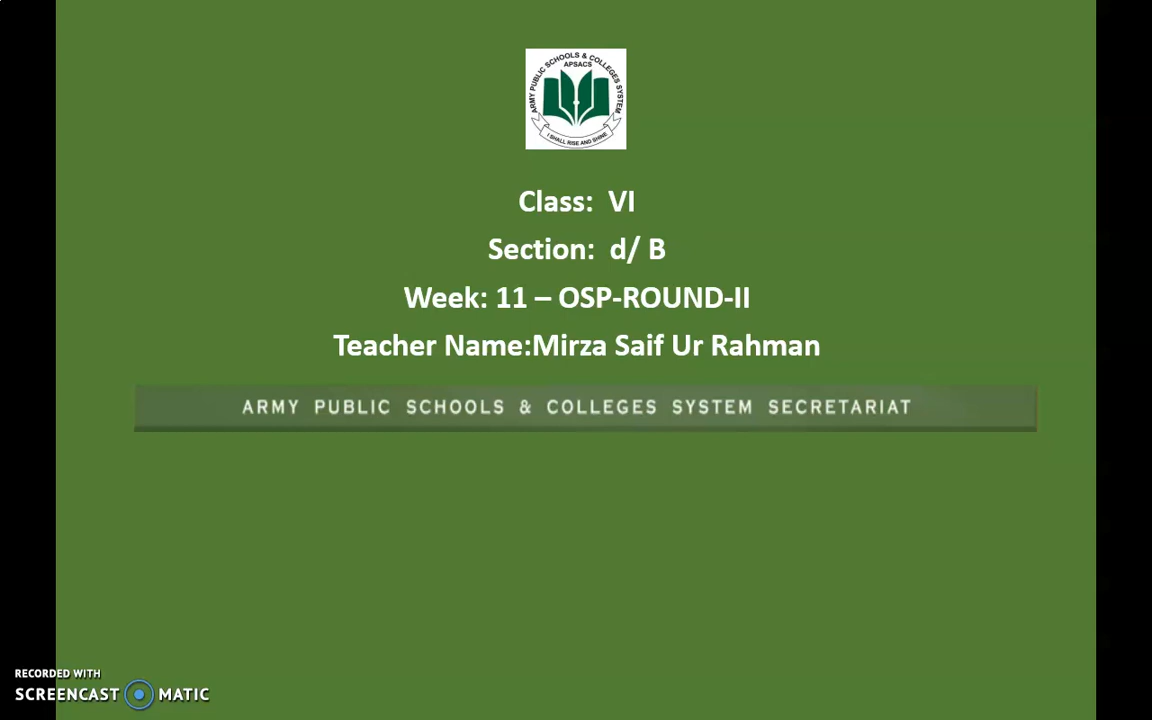 ARMY PUBLIC SCHOOLS & COLLEGES SYSTEM
APSACS
I SHALL RISE AND SHINE
Class:  VI
Section:  d/ B
Week: 11 – OSP-ROUND-II
Teacher Name:Mirza Saif Ur Rahman
ARMY PUBLIC SCHOOLS & COLLEGES SYSTEM SECRETARIAT
RECORDED WITH
SCREENCAST MATIC